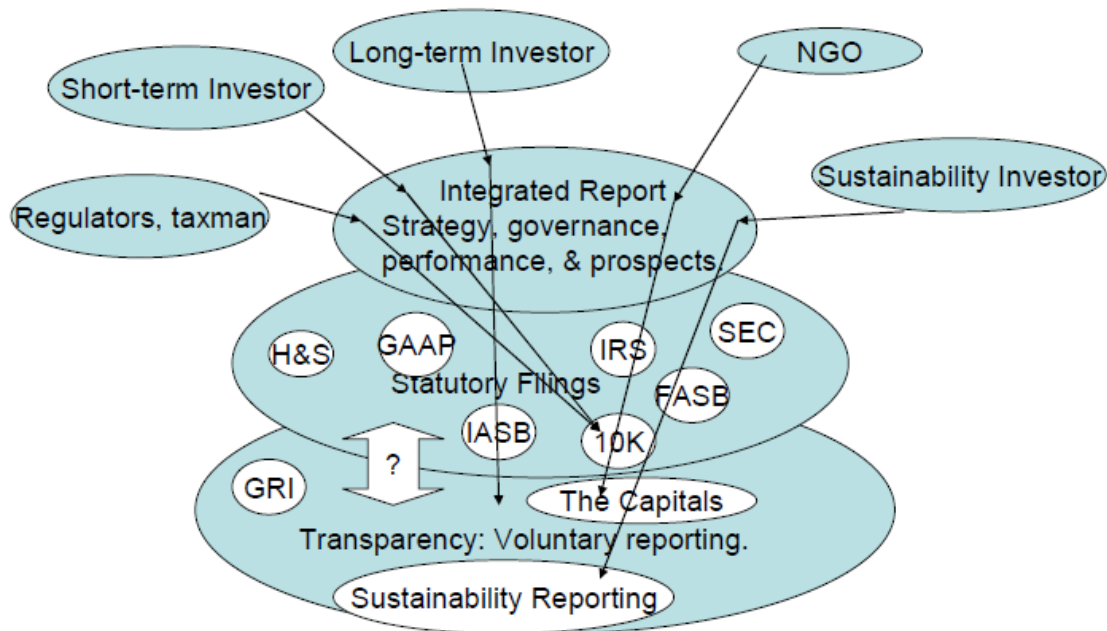 Long-term Investor
NGO
Short-term Investor
Sustainability Investor
Regulators, taxman
Integrated Report
Strategy, governance,
performance, & prospects.
SEC
H&S
GAAP
IRS
Statutory Filings
FASB
IASB
10K
?
GRI
The Capitals
Transparency: Voluntary reporting.
Sustainability Reporting